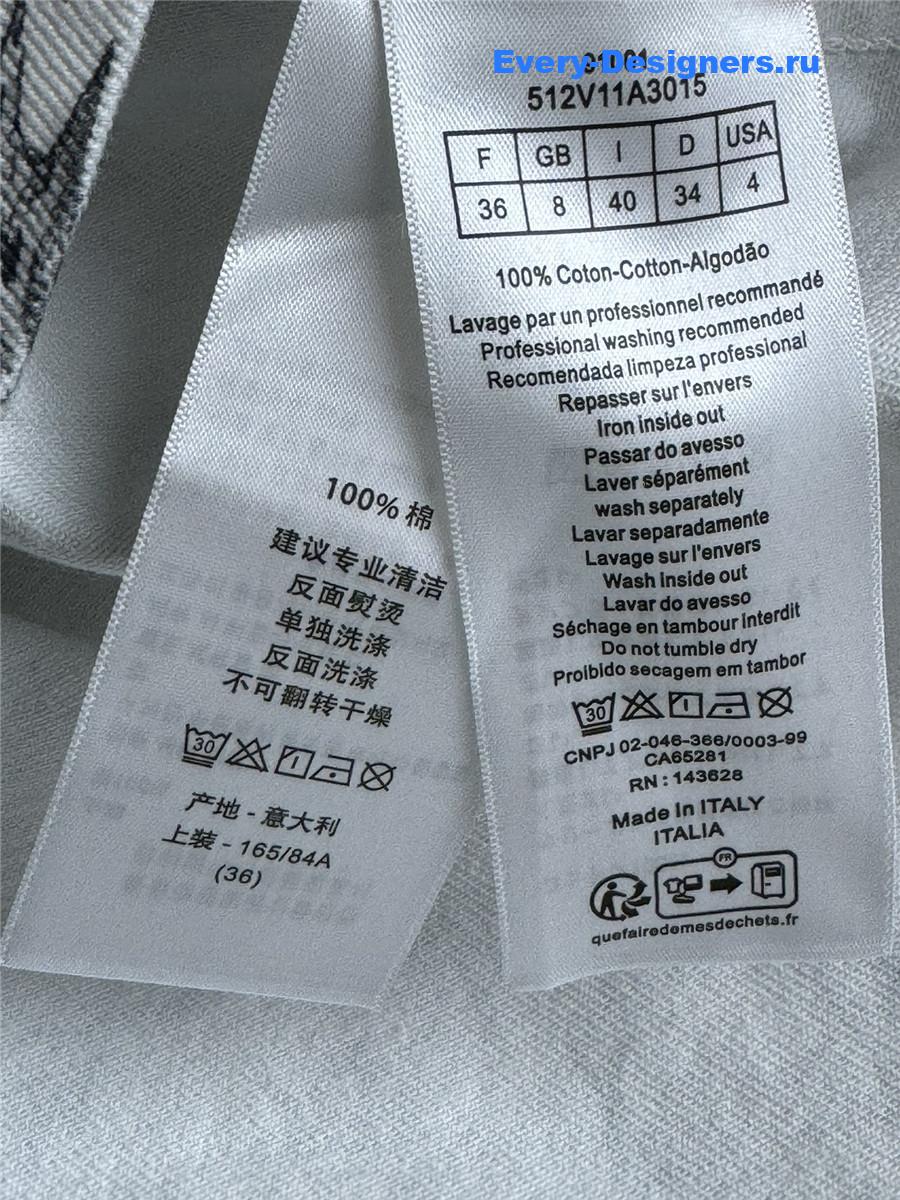 Every-Designers.ru
512V11A3015
F GB I D USA
36 8 40 34 4
100% Coton-Cotton-Algodão
Lavage par un professionnel recommandé
Professional washing recommended
Recomendada limpeza professional
Repasser sur l'envers
Iron inside out
Passar do avesso
Laver séparément
wash separately
Lavar separadamente
Lavage sur l'envers
Wash inside out
Lavar do avesso
Séchage en tambour interdit
Do not tumble dry
Proibido secagem em tambor
30
CNPJ 02-046-366/0003-99
CA65281
RN : 143628
Made in ITALY
ITALIA
FR
quefairedemesdechets.fr
100% 棉
建议专业清洁
反面熨烫
单独洗涤
反面洗涤
不可翻转干燥
30
产地 - 意大利
上装 - 165/84A
(36)